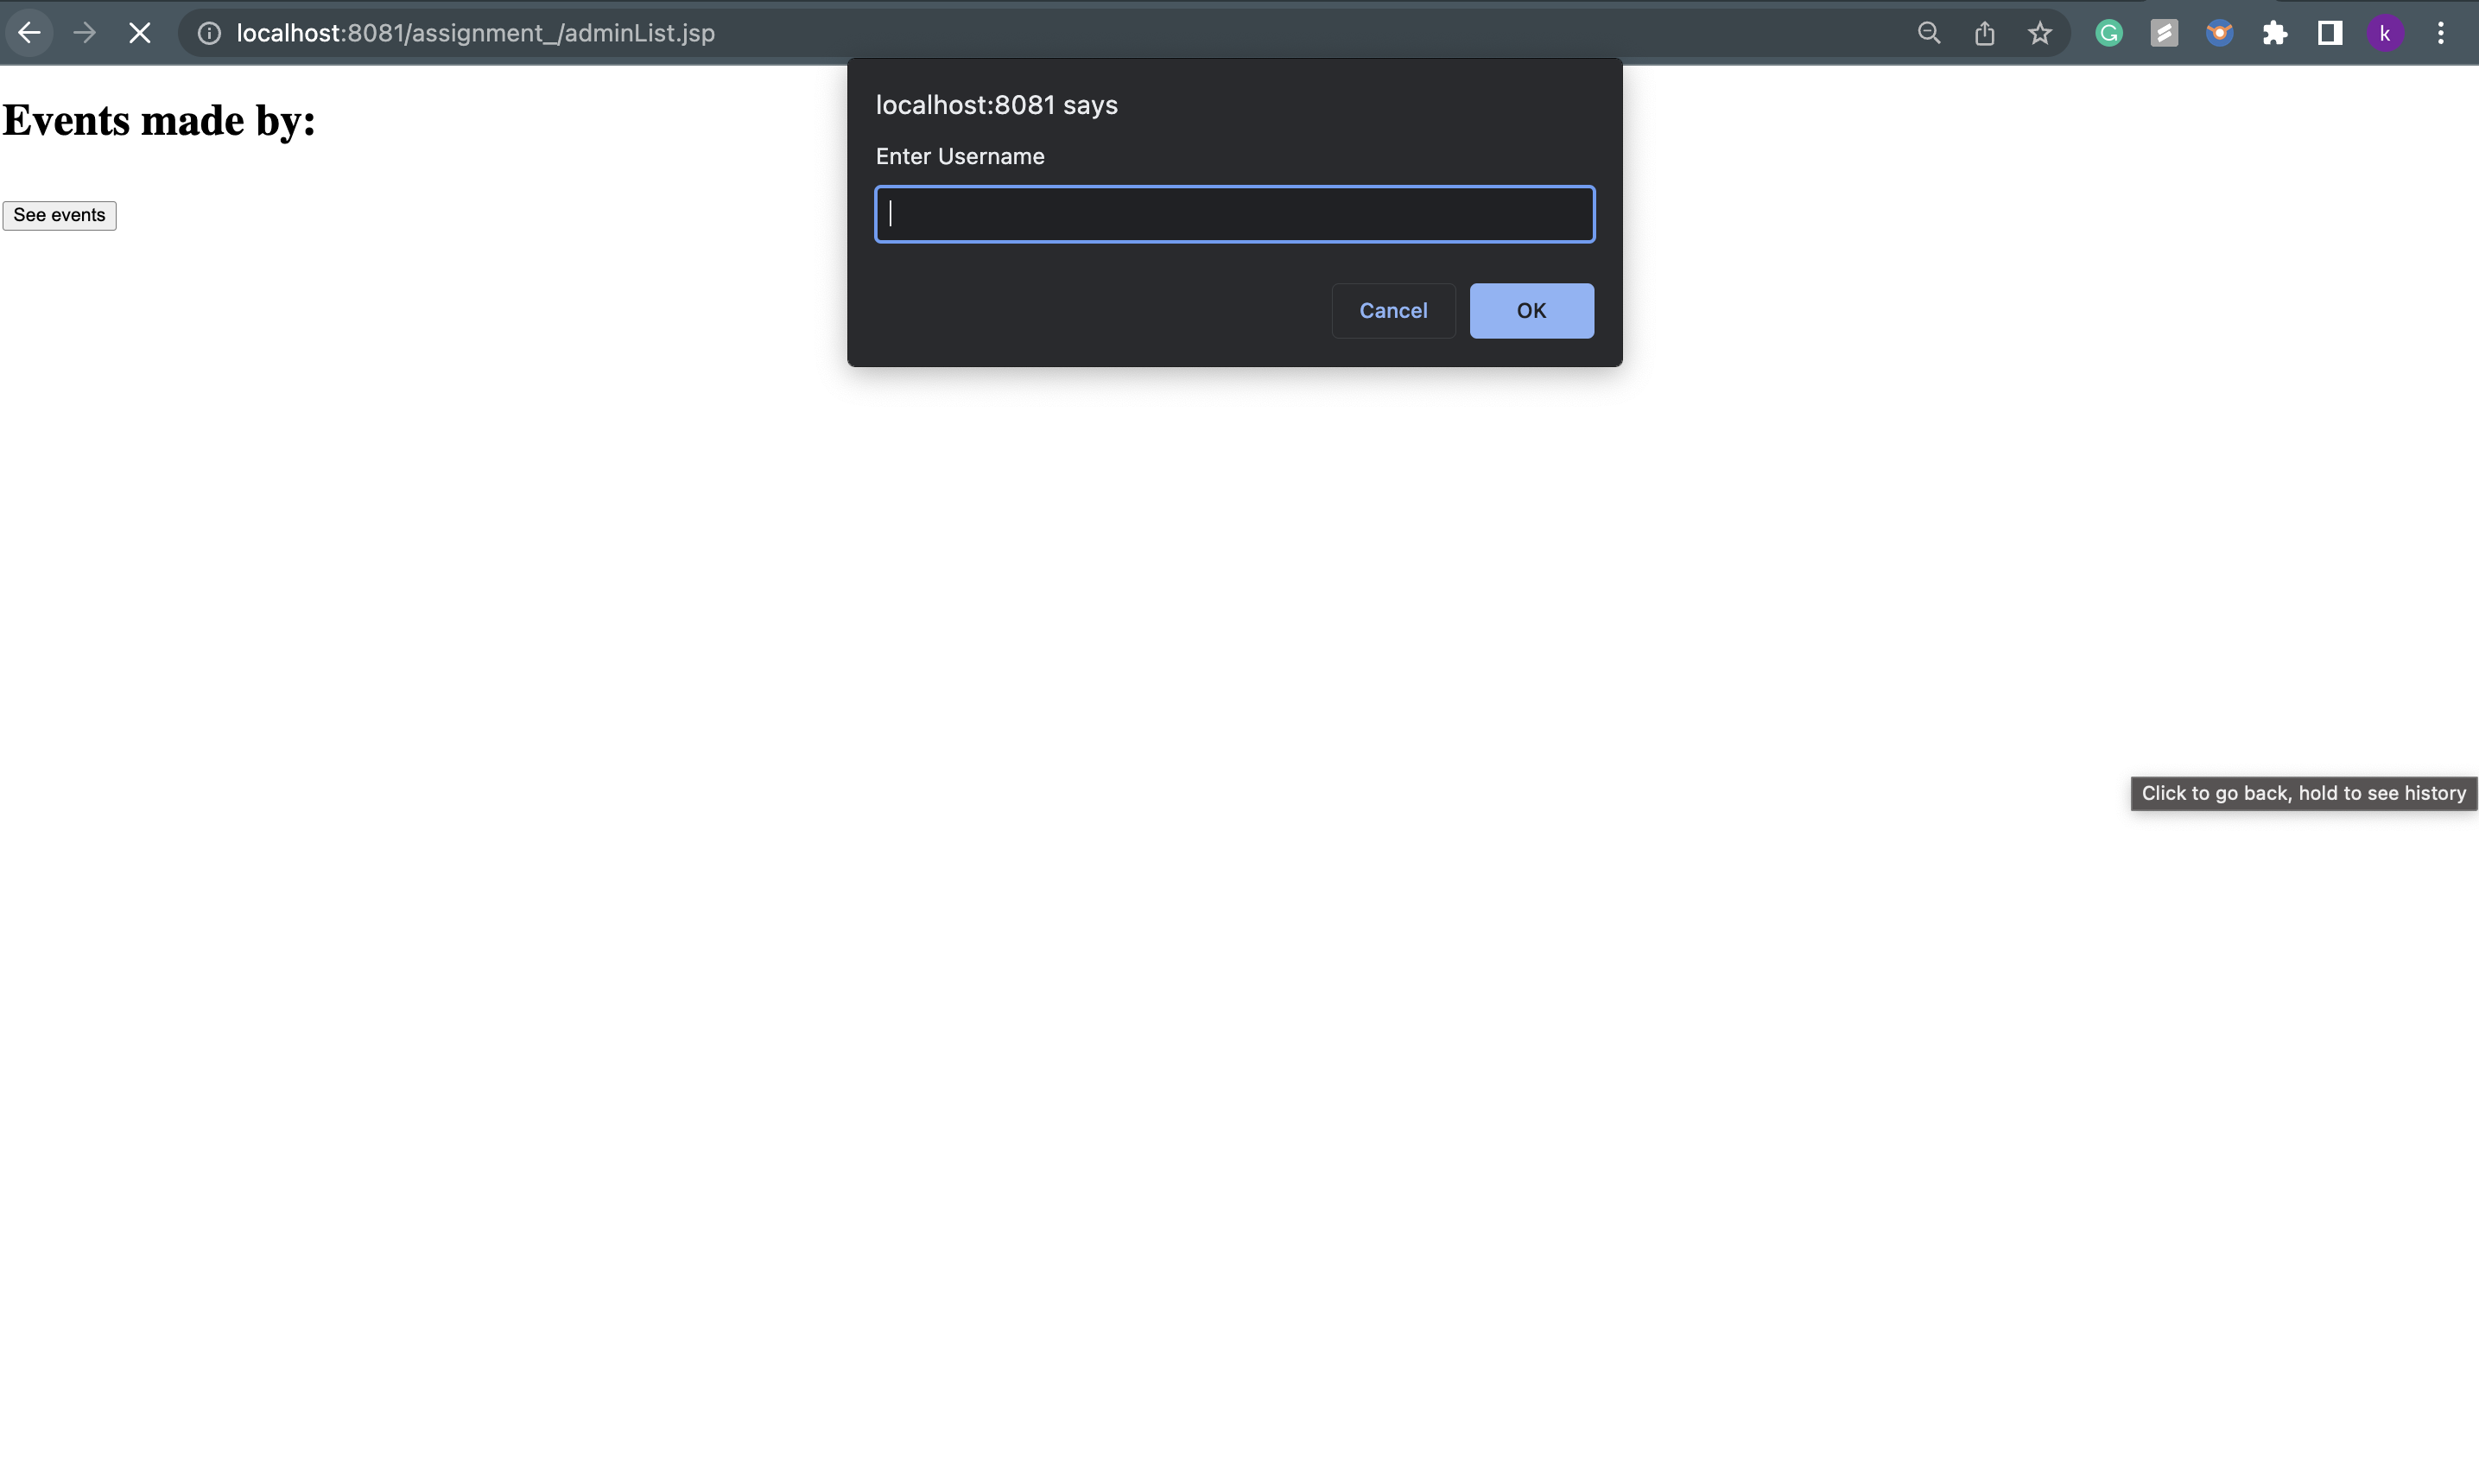 localhost:8081/assignment_/adminList.jsp
k
Events made by:
See events
localhost:8081 says
Enter Username
Cancel
OK
Click to go back, hold to see history